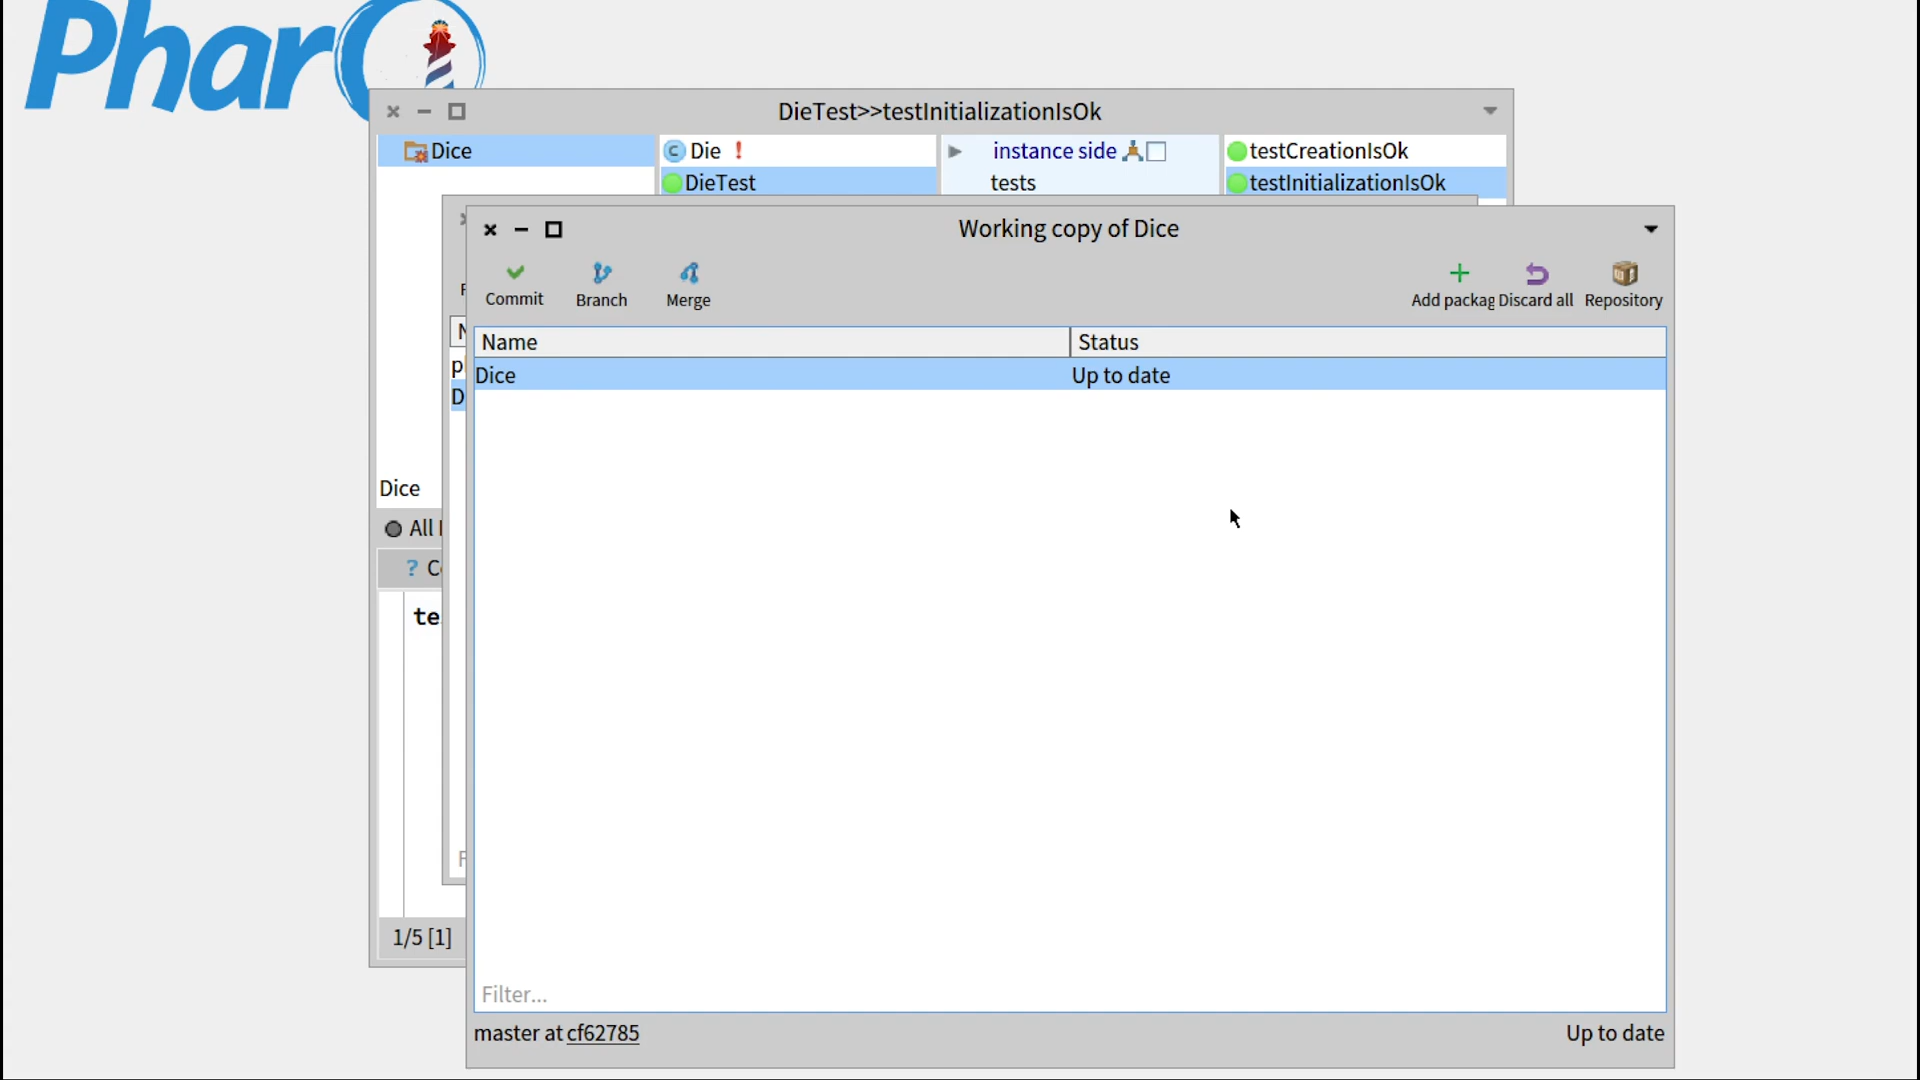 Pharo
DieTest>>testInitializationIsOk
Dice
Die
instance side
testCreationIsOk
DieTest
tests
testInitializationIsOk
Working copy of Dice
Commit
Branch
Merge
Add packag
Discard all
Repository
Name
Status
Dice
Up to date
Dice
All
te
1/5 [1]
Filter...
master at cf62785
Up to date